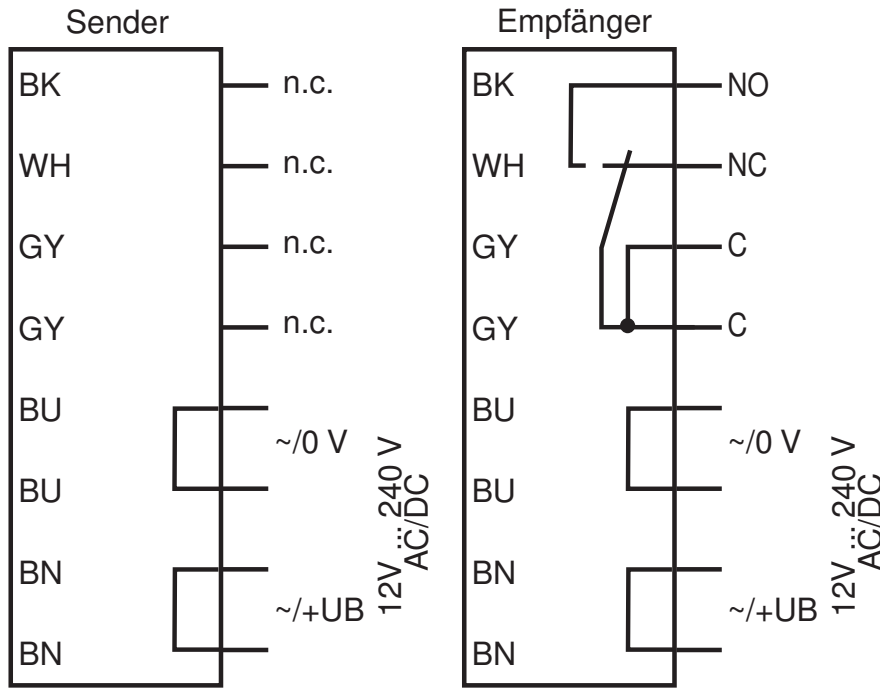 Sender
BK n.c.
WH n.c.
GY n.c.
GY n.c.
BU
~/0 V
BU
BN
~/+UB
BN
12V ... 240 V
AC/DC
Empfänger
BK NO
WH NC
GY C
GY C
BU
~/0 V
BU
BN
~/+UB
BN
12V ... 240 V
AC/DC